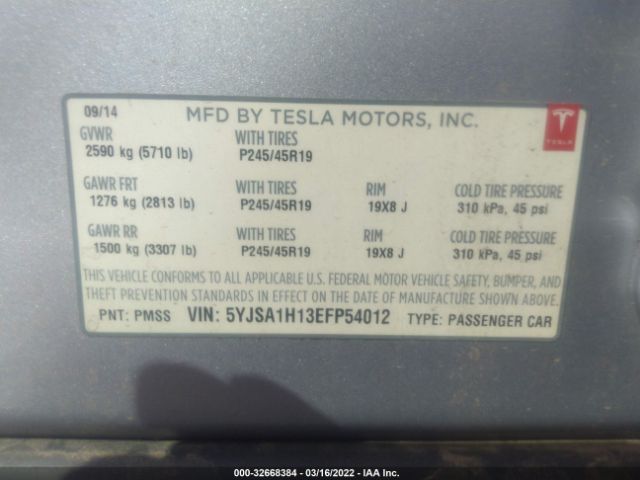 09/14 MFD BY TESLA MOTORS, INC.
GVWR WITH TIRES
2590 kg (5710 lb) P245/45R19
GAWR FRT WITH TIRES RIM COLD TIRE PRESSURE
1276 kg (2813 lb) P245/45R19 19X8 J 310 kPa, 45 psi
GAWR RR WITH TIRES RIM COLD TIRE PRESSURE
1500 kg (3307 lb) P245/45R19 19X8 J 310 kPa, 45 psi
THIS VEHICLE CONFORMS TO ALL APPLICABLE U.S. FEDERAL MOTOR VEHICLE SAFETY, BUMPER, AND
THEFT PREVENTION STANDARDS IN EFFECT ON THE DATE OF MANUFACTURE SHOWN ABOVE.
PNT: PMSS VIN: 5YJSA1H13EFP54012 TYPE: PASSENGER CAR
TESLA
000-32668384 — 03/16/2022 — IAA Inc.